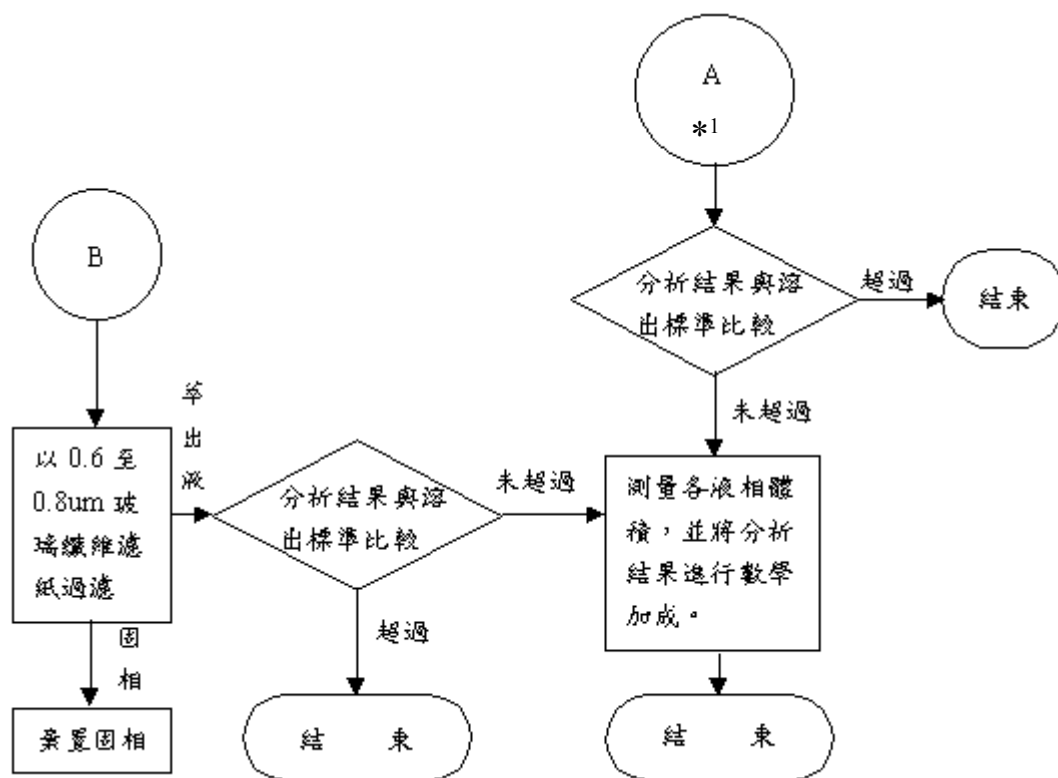 A
*1
分析結果與溶
出標準比較
超過
結束
未超過
B
以 0.6 至
0.8um 玻
璃纖維濾
紙過濾
萃出液
分析結果與溶
出標準比較
未超過
測量各液相體
積，並將分析
結果進行數學
加成。
超過
固相
棄置固相
結 束
結 束